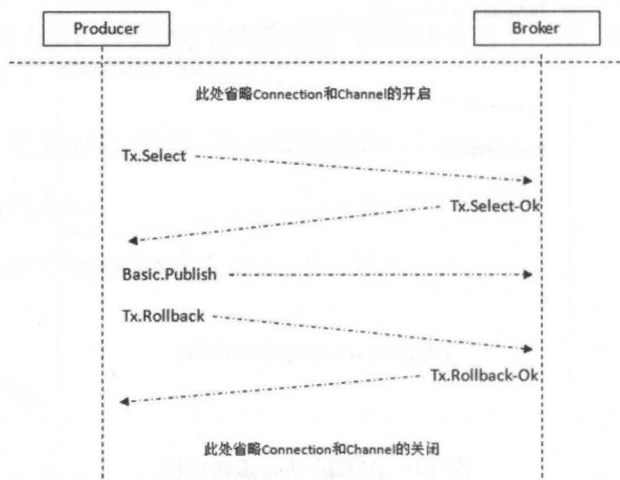 Producer
Broker
此处省略Connection和Channel的开启
Tx.Select
Tx.Select-Ok
Basic.Publish
Tx.Rollback
Tx.Rollback-Ok
此处省略Connection和Channel的关闭